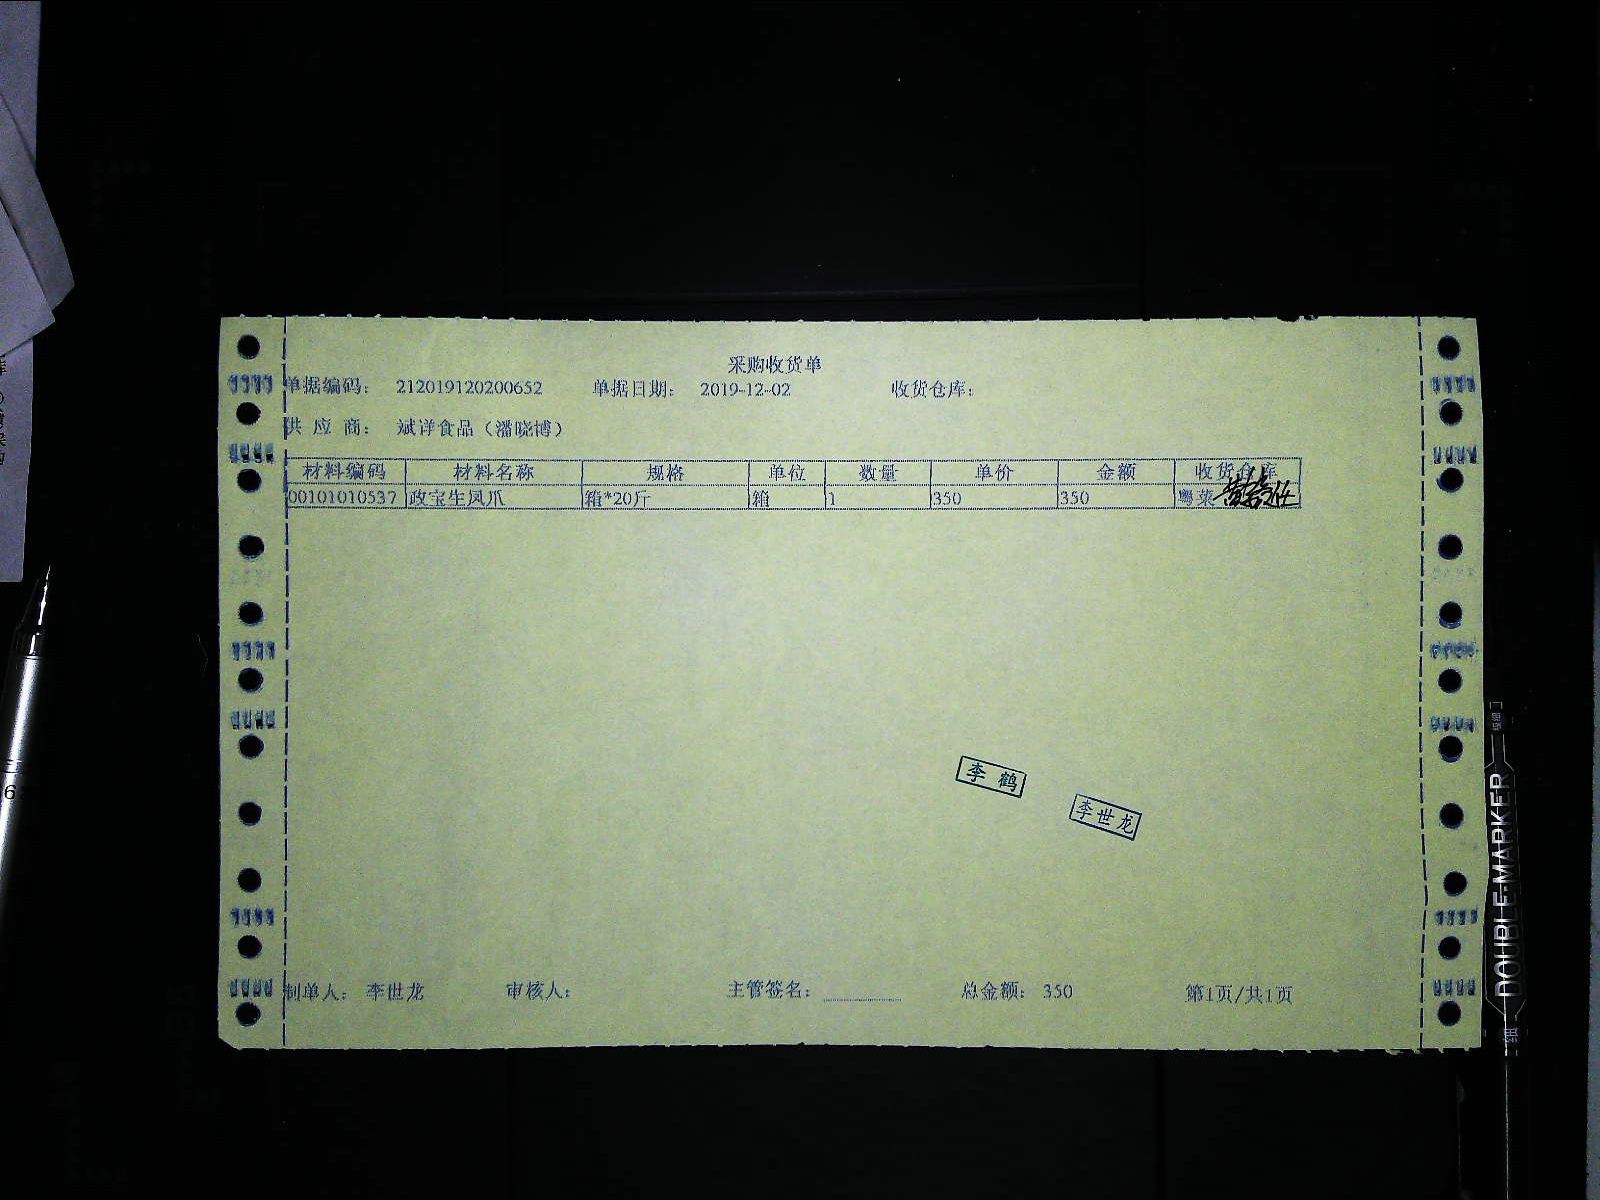 采购收货单
单据编码： 212019120200652 单据日期： 2019-12-02 收货仓库：
供 应 商： 斌洋食品（潘晓博）
材料编码 材料名称 规格 单位 数量 单价 金额 收货仓库
00101010537 政宝生凤爪 箱*20斤 箱 1 350 350 粤菜
李鹤
李世龙
制单人： 李世龙 审核人： 主管签名： 总金额： 350 第1页/共1页
DOUBLE-MARKER